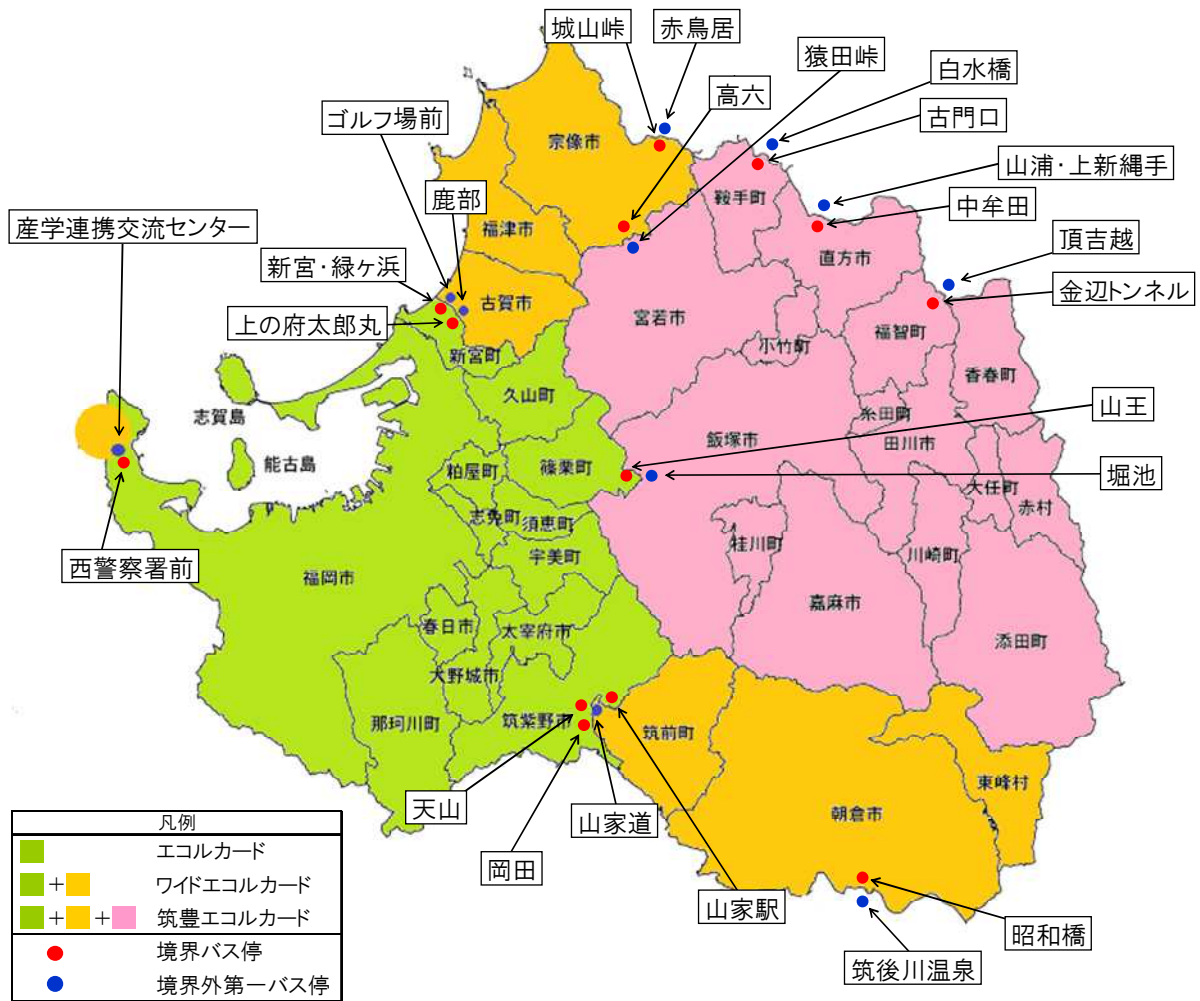 城山峠
赤鳥居
猿田峠
白水橋
高六
古門口
ゴルフ場前
宗像市
山浦・上新縄手
鞍手町
鹿部
中牟田
産学連携交流センター
福津市
頂吉越
直方市
新宮・緑ヶ浜
金辺トンネル
古賀市
宮若市
福智町
上の府太郎丸
小竹町
新宮町
香春町
久山町
山王
志賀島
糸田町
飯塚市
田川市
能古島
粕屋町
篠栗町
堀池
大任町
赤村
志免町
須恵町
西警察署前
宇美町
桂川町
川崎町
福岡市
嘉麻市
春日市
太宰府市
添田町
大野城市
那珂川町
筑紫野市
筑前町
東峰村
天山
山家道
朝倉市
岡田
山家駅
昭和橋
筑後川温泉
凡例
エコルカード
+ ワイドエコルカード
+ + 筑豊エコルカード
境界バス停
境界外第一バス停